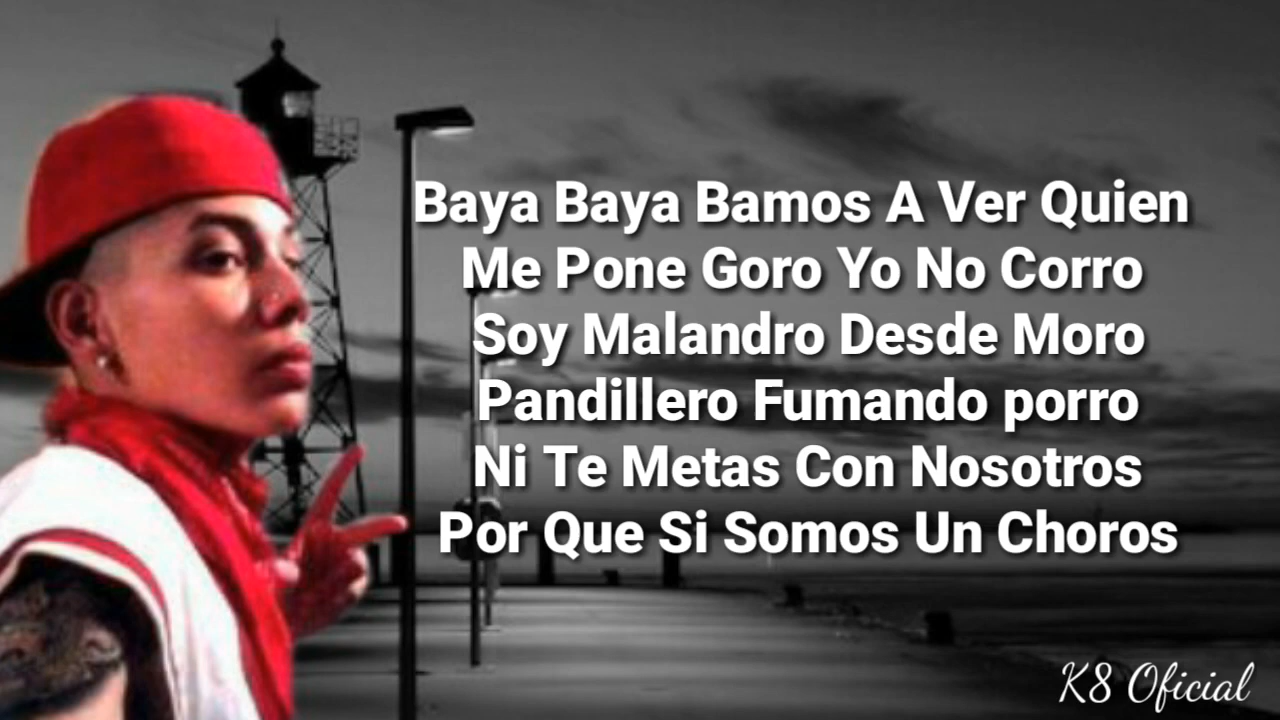 Baya Baya Bamos A Ver Quien
Me Pone Goro Yo No Corro
Soy Malandro Desde Moro
Pandillero Fumando porro
Ni Te Metas Con Nosotros
Por Que Si Somos Un Choros
K8 Oficial